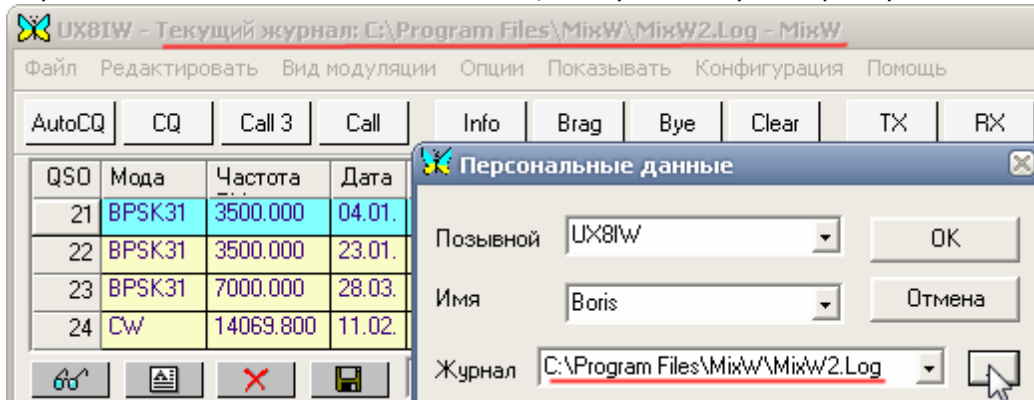 UX8IW - Текущий журнал: C:\Program Files\MixW\MixW2.Log - MixW
Файл Редактировать Вид модуляции Опции Показывать Конфигурация Помощь
AutoCQ CQ Call 3 Call Info Brag Bye Clear TX RX
Персональные данные
QSO Мода Частота Дата
21 BPSK31 3500.000 04.01.
22 BPSK31 3500.000 23.01.
23 BPSK31 7000.000 28.03.
24 CW 14069.800 11.02.
Позывной UX8IW OK
Имя Boris Отмена
Журнал C:\Program Files\MixW\MixW2.Log